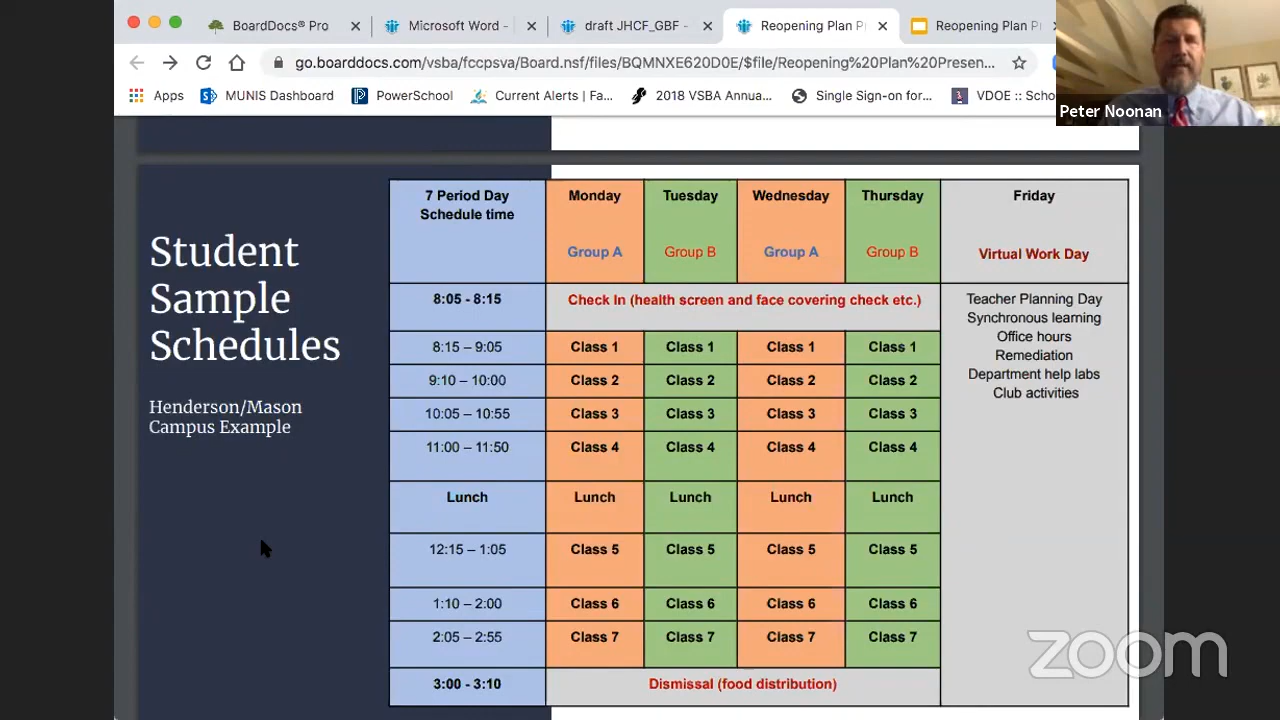 BoardDocs® Pro
Microsoft Word -
draft JHCF_GBF -
Reopening Plan P
Reopening Plan P
go.boarddocs.com/vsba/fccpsva/Board.nsf/files/BQMNXE620D0E/$file/Reopening%20Plan%20Presen...
Apps
MUNIS Dashboard
PowerSchool
Current Alerts | Fa...
2018 VSBA Annua...
Single Sign-on for...
VDOE :: Scho
Peter Noonan
Student
Sample
Schedules
Henderson/Mason
Campus Example
7 Period Day
Schedule time
Monday
Tuesday
Wednesday
Thursday
Friday
Group A
Group B
Group A
Group B
Virtual Work Day
8:05 - 8:15
Check In (health screen and face covering check etc.)
Teacher Planning Day
Synchronous learning
Office hours
Remediation
Department help labs
Club activities
8:15 – 9:05
Class 1
Class 1
Class 1
Class 1
9:10 – 10:00
Class 2
Class 2
Class 2
Class 2
10:05 – 10:55
Class 3
Class 3
Class 3
Class 3
11:00 – 11:50
Class 4
Class 4
Class 4
Class 4
Lunch
Lunch
Lunch
Lunch
Lunch
12:15 – 1:05
Class 5
Class 5
Class 5
Class 5
1:10 – 2:00
Class 6
Class 6
Class 6
Class 6
2:05 – 2:55
Class 7
Class 7
Class 7
Class 7
3:00 - 3:10
Dismissal (food distribution)
zoom